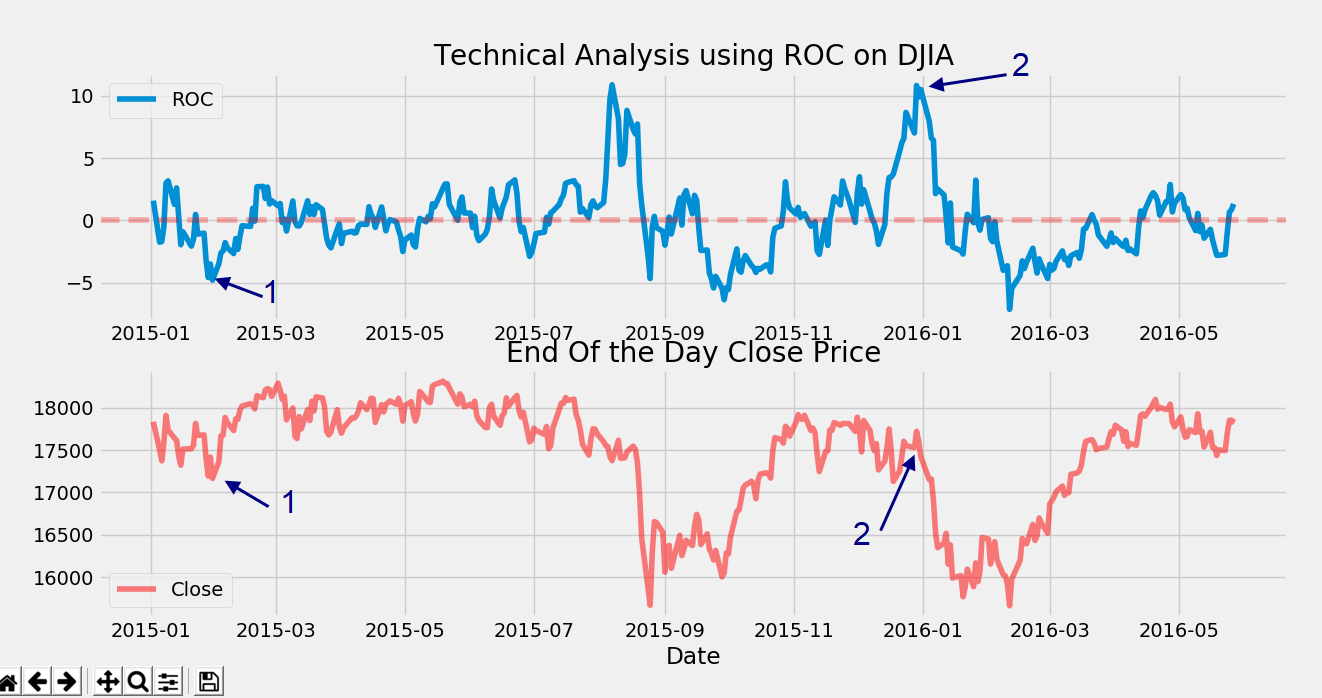 Technical Analysis using ROC on DJIA
2
10
ROC
5
0
−5
1
2015-01 2015-03 2015-05 2015-07 2015-09 2015-11 2016-01 2016-03 2016-05
End Of the Day Close Price
18000
17500
17000
1
16500
2
16000
Close
2015-01 2015-03 2015-05 2015-07 2015-09 2015-11 2016-01 2016-03 2016-05
Date